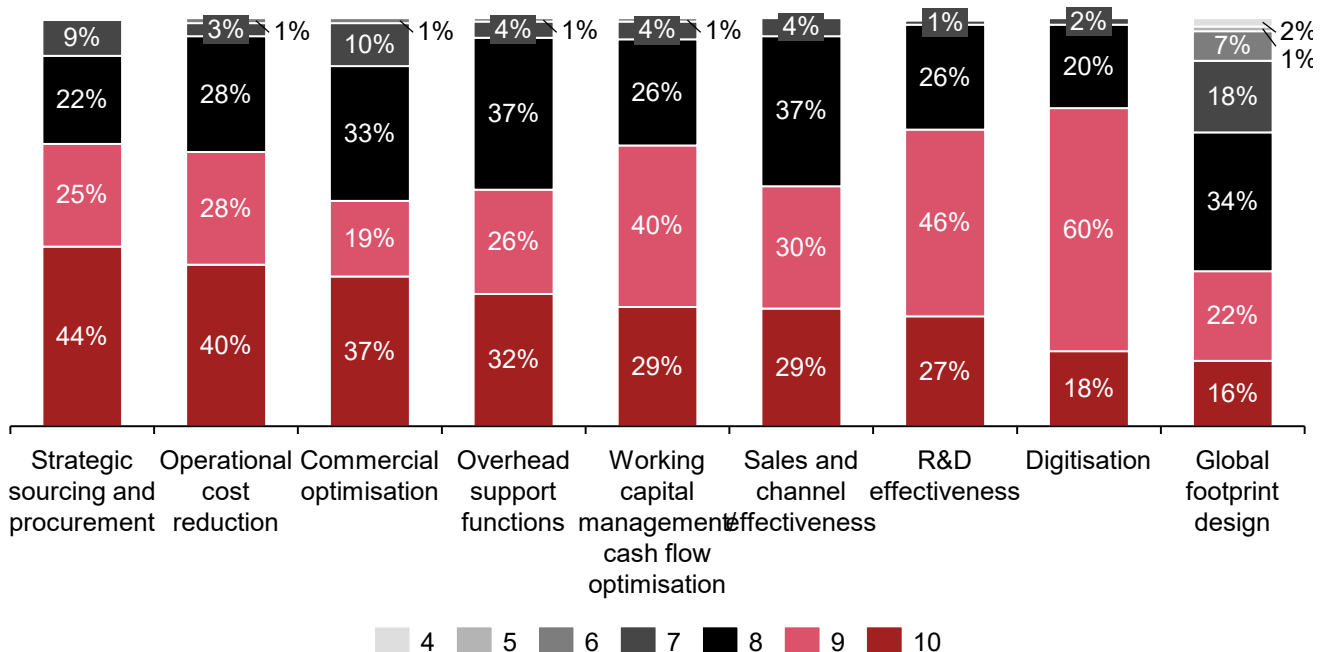 9% 3% 1% 10% 1% 4% 1% 4% 1% 4% 1% 2% 7% 2%
1%
22% 28% 33% 37% 26% 37% 26% 20% 18%
25% 28% 19% 26% 40% 30% 46% 60% 34%
22%
44% 40% 37% 32% 29% 29% 27% 18% 16%
Strategic
sourcing and
procurement
Operational
cost
reduction
Commercial
optimisation
Overhead
support
functions
Working
capital
management/
cash flow
optimisation
Sales and
channel
effectiveness
R&D
effectiveness
Digitisation
Global
footprint
design
4 5 6 7 8 9 10